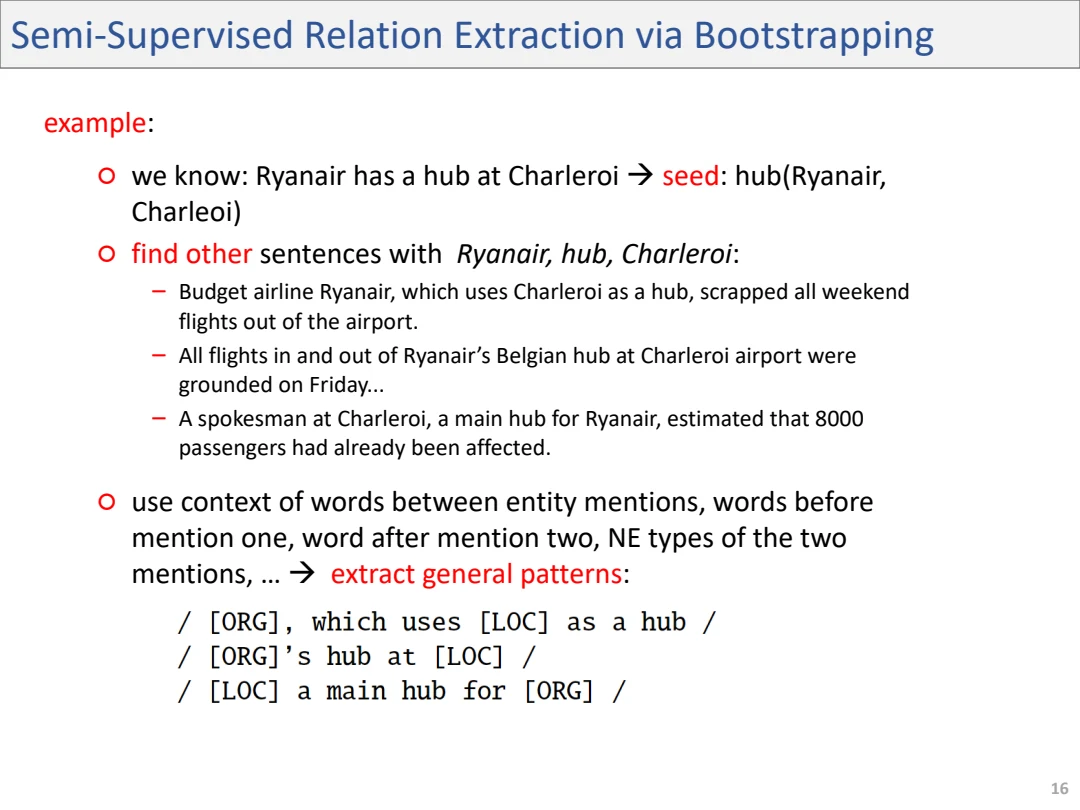 Semi-Supervised Relation Extraction via Bootstrapping
example:
we know: Ryanair has a hub at Charleroi → seed: hub(Ryanair,
Charleoi)
find other sentences with Ryanair, hub, Charleroi:
– Budget airline Ryanair, which uses Charleroi as a hub, scrapped all weekend
flights out of the airport.
– All flights in and out of Ryanair’s Belgian hub at Charleroi airport were
grounded on Friday...
– A spokesman at Charleroi, a main hub for Ryanair, estimated that 8000
passengers had already been affected.
use context of words between entity mentions, words before
mention one, word after mention two, NE types of the two
mentions, … → extract general patterns:
/ [ORG], which uses [LOC] as a hub /
/ [ORG]’s hub at [LOC] /
/ [LOC] a main hub for [ORG] /
16